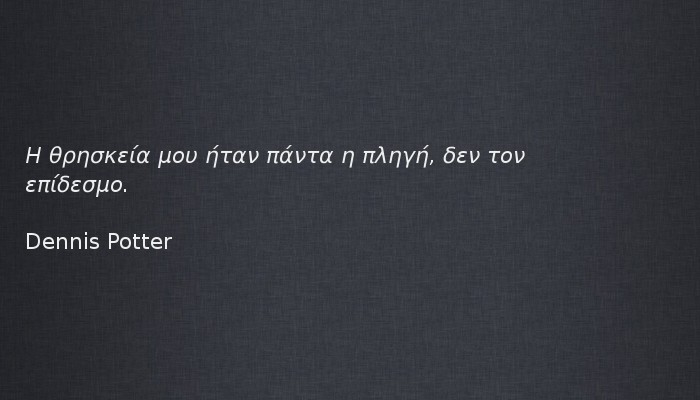 Η θρησκεία μου ήταν πάντα η πληγή, δεν τον
επίδεσμο.
Dennis Potter